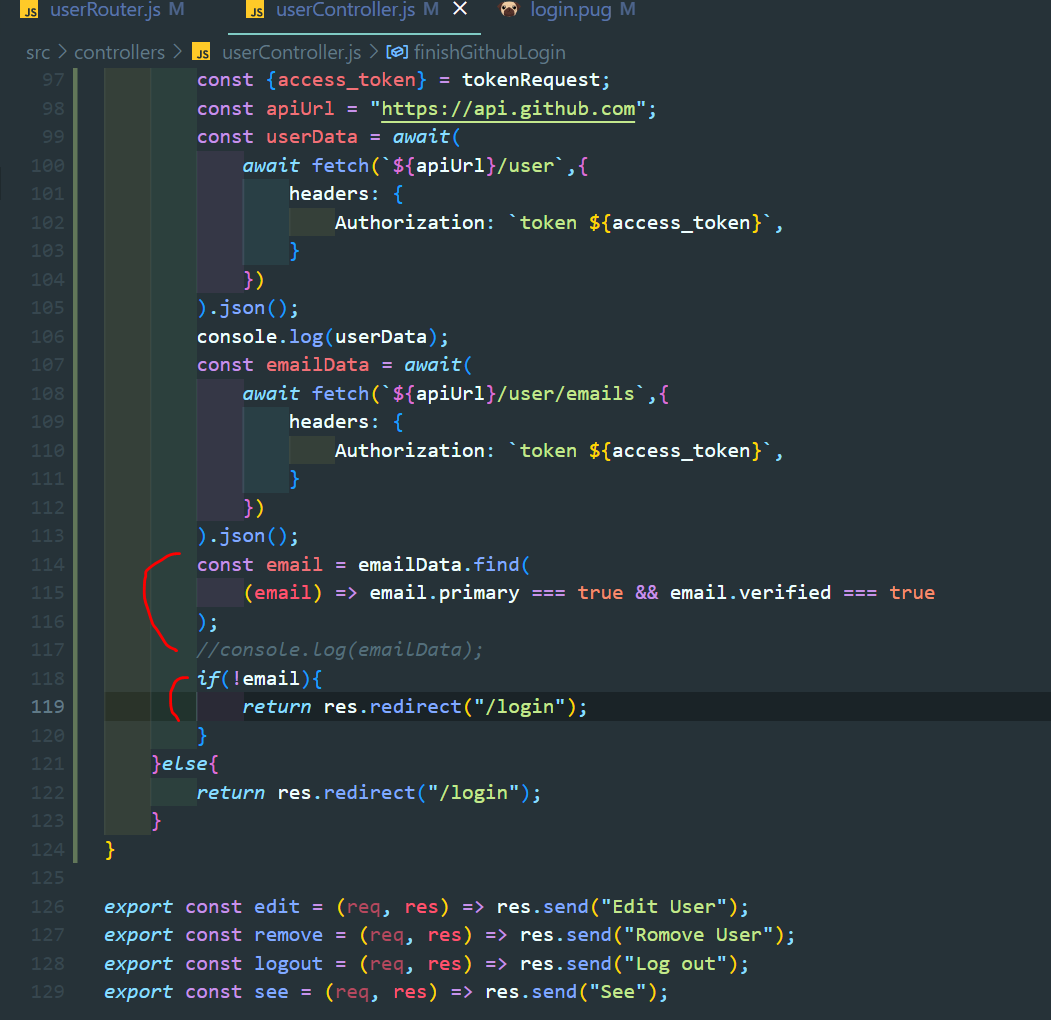 JS userRouter.js M JS userController.js M × login.pug M
src > controllers > JS userController.js > finishGithubLogin
97 const {access_token} = tokenRequest;
98 const apiUrl = "https://api.github.com";
99 const userData = await(
100 await fetch(`${apiUrl}/user`,{
101 headers: {
102 Authorization: `token ${access_token}`,
103 }
104 })
105 ).json();
106 console.log(userData);
107 const emailData = await(
108 await fetch(`${apiUrl}/user/emails`,{
109 headers: {
110 Authorization: `token ${access_token}`,
111 }
112 })
113 ).json();
114 const email = emailData.find(
115 (email) => email.primary === true && email.verified === true
116 );
117 //console.log(emailData);
118 if(!email){
119 return res.redirect("/login");
120 }
121 }else{
122 return res.redirect("/login");
123 }
124 }
125
126 export const edit = (req, res) => res.send("Edit User");
127 export const remove = (req, res) => res.send("Romove User");
128 export const logout = (req, res) => res.send("Log out");
129 export const see = (req, res) => res.send("See");